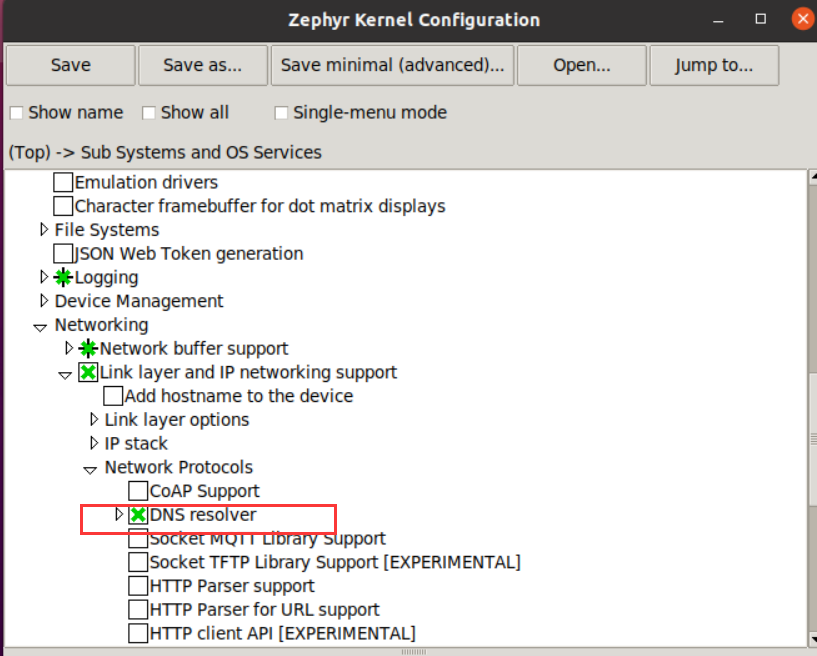 Zephyr Kernel Configuration
Save Save as... Save minimal (advanced)... Open... Jump to...
Show name Show all Single-menu mode
(Top) -> Sub Systems and OS Services
Emulation drivers
Character framebuffer for dot matrix displays
File Systems
JSON Web Token generation
Logging
Device Management
Networking
Network buffer support
Link layer and IP networking support
Add hostname to the device
Link layer options
IP stack
Network Protocols
CoAP Support
DNS resolver
Socket MQTT Library Support
Socket TFTP Library Support [EXPERIMENTAL]
HTTP Parser support
HTTP Parser for URL support
HTTP client API [EXPERIMENTAL]